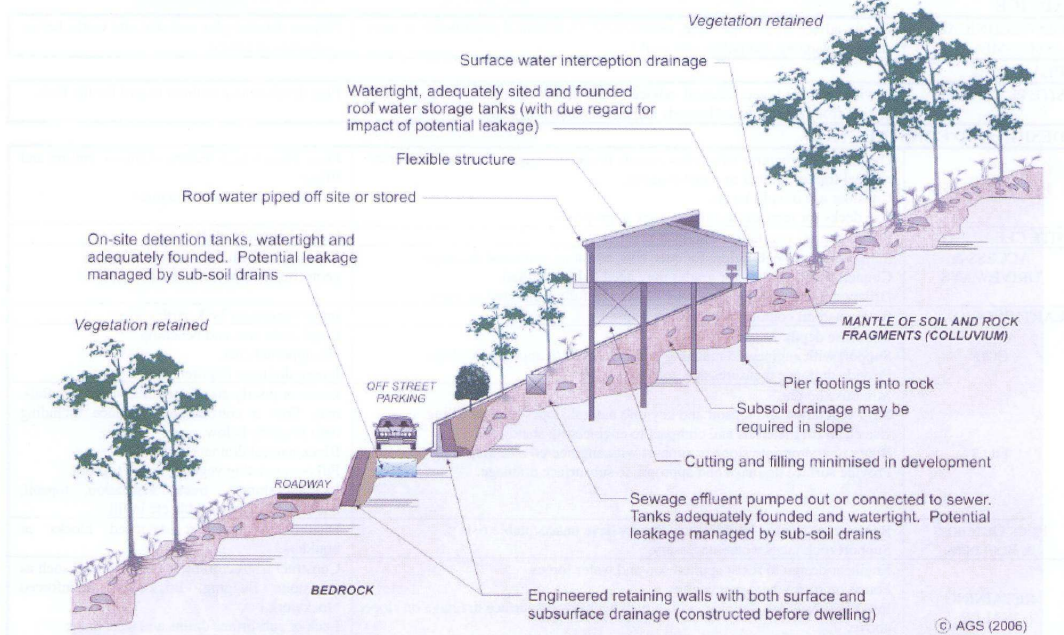 Vegetation retained
Surface water interception drainage
Watertight, adequately sited and founded
roof water storage tanks (with due regard for
impact of potential leakage)
Flexible structure
Roof water piped off site or stored
On-site detention tanks, watertight and
adequately founded. Potential leakage
managed by sub-soil drains
Vegetation retained
MANTLE OF SOIL AND ROCK
FRAGMENTS (COLLUVIUM)
OFF STREET
PARKING
Pier footings into rock
Subsoil drainage may be
required in slope
Cutting and filling minimised in development
ROADWAY
Sewage effluent pumped out or connected to sewer.
Tanks adequately founded and watertight. Potential
leakage managed by sub-soil drains
BEDROCK
Engineered retaining walls with both surface and
subsurface drainage (constructed before dwelling)
© AGS (2006)